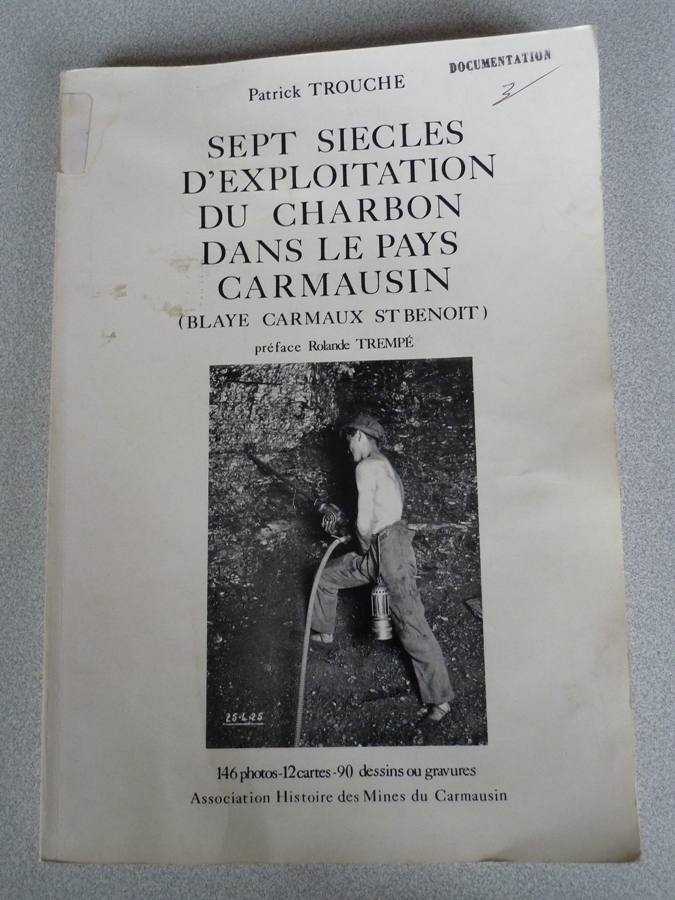 Patrick TROUCHE
DOCUMENTATION
SEPT SIECLES
D'EXPLOITATION
DU CHARBON
DANS LE PAYS
CARMAUSIN
(BLAYE CARMAUX ST BENOIT)
préface Rolande TREMPÉ
25-6-25
146 photos-12 cartes-90 dessins ou gravures
Association Histoire des Mines du Carmausin